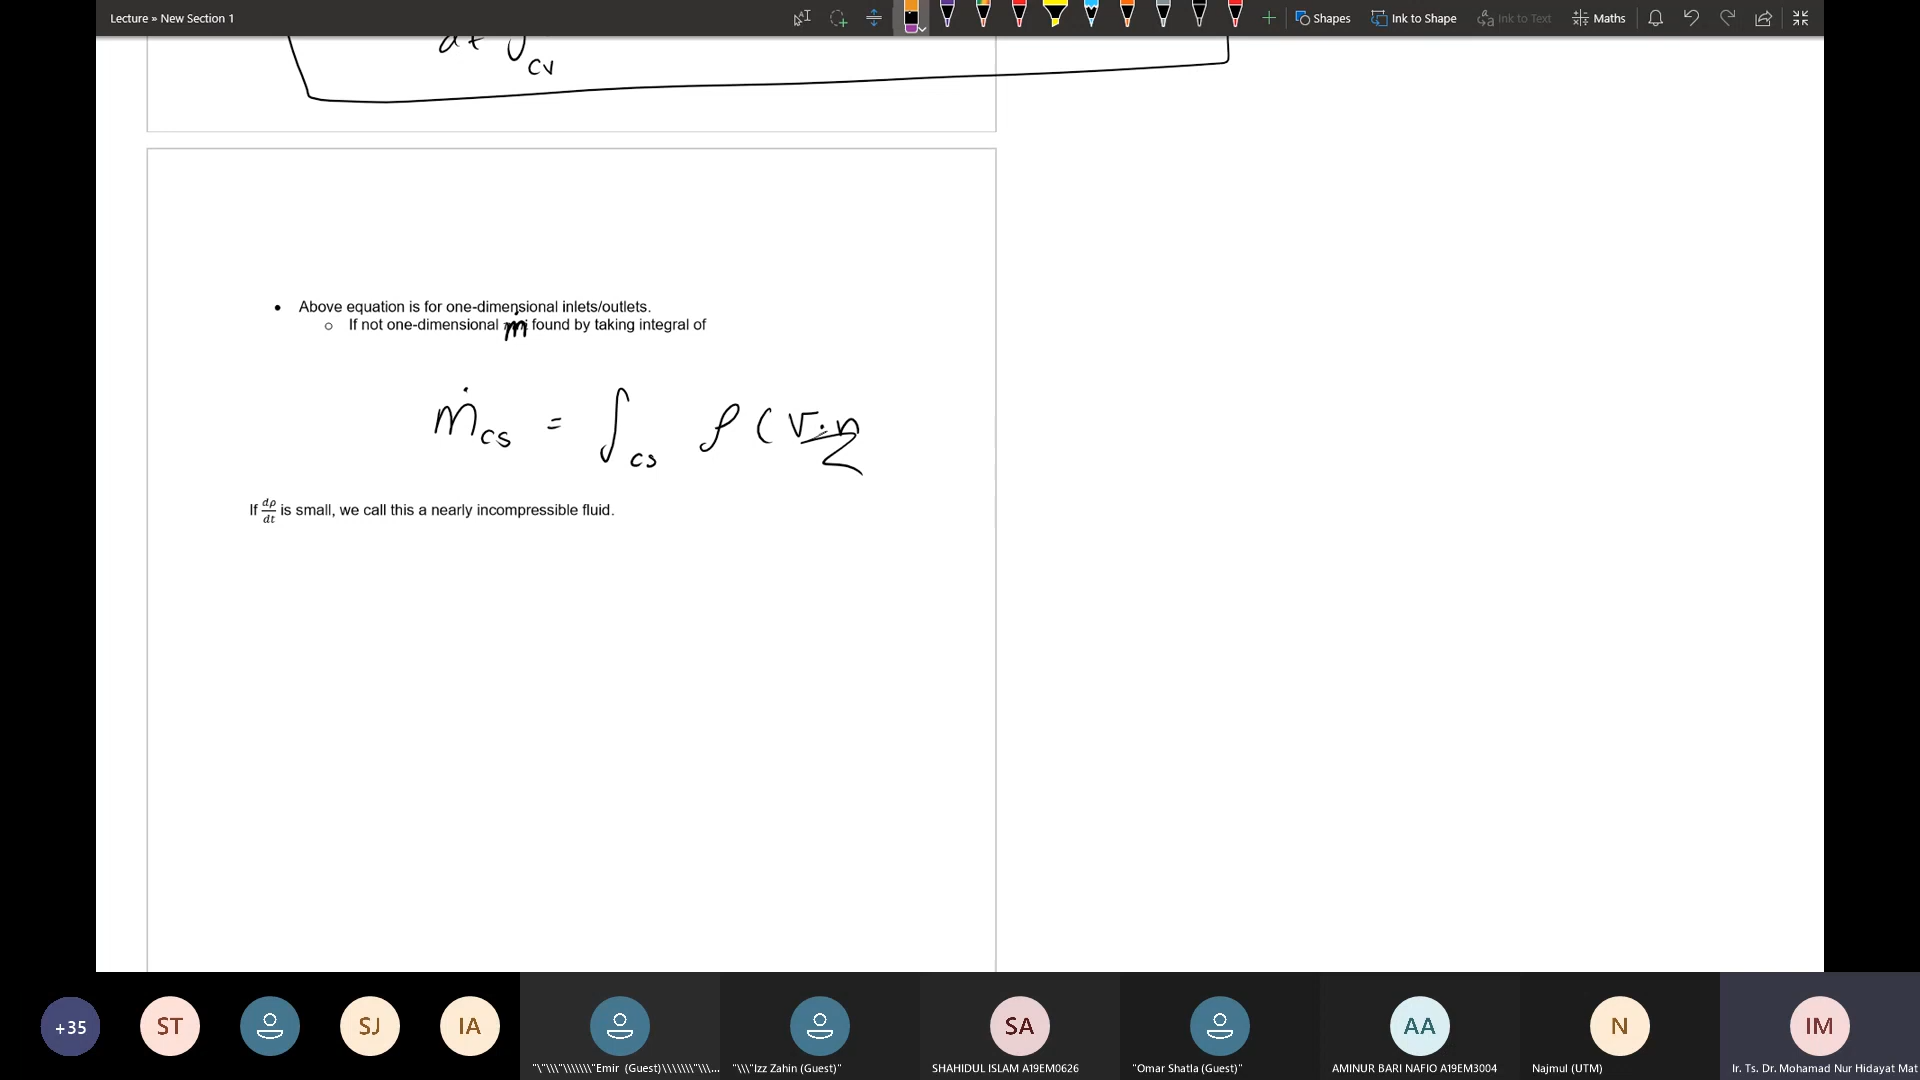 Lecture » New Section 1
Shapes
Ink to Shape
Ink to Text
Maths
dt ∫cv
• Above equation is for one-dimensional inlets/outlets.
○ If not one-dimensional ṁ found by taking integral of
ṁcs = ∫cs ρ (V·n
If dρ/dt is small, we call this a nearly incompressible fluid.
+35
ST
SJ
IA
SA
AA
N
IM
"\"\\\"\\\\\\\"Emir (Guest)\\\\\\\"\\\...
"\\\"Izz Zahin (Guest)"
SHAHIDUL ISLAM A19EM0626
"Omar Shatla (Guest)"
AMINUR BARI NAFIO A19EM3004
Najmul (UTM)
Ir. Ts. Dr. Mohamad Nur Hidayat Mat